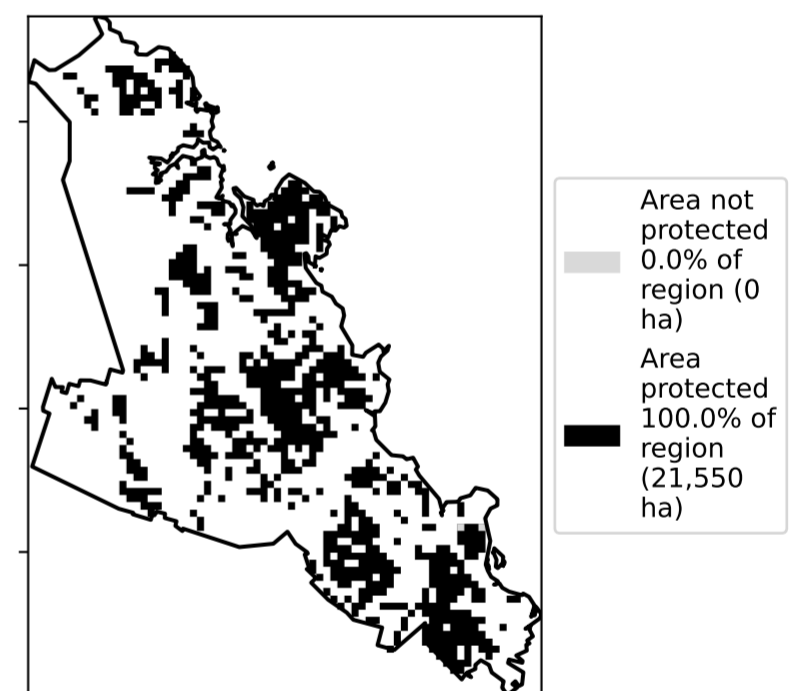 Area not
protected
0.0% of
region (0
ha)
Area
protected
100.0% of
region
(21,550
ha)